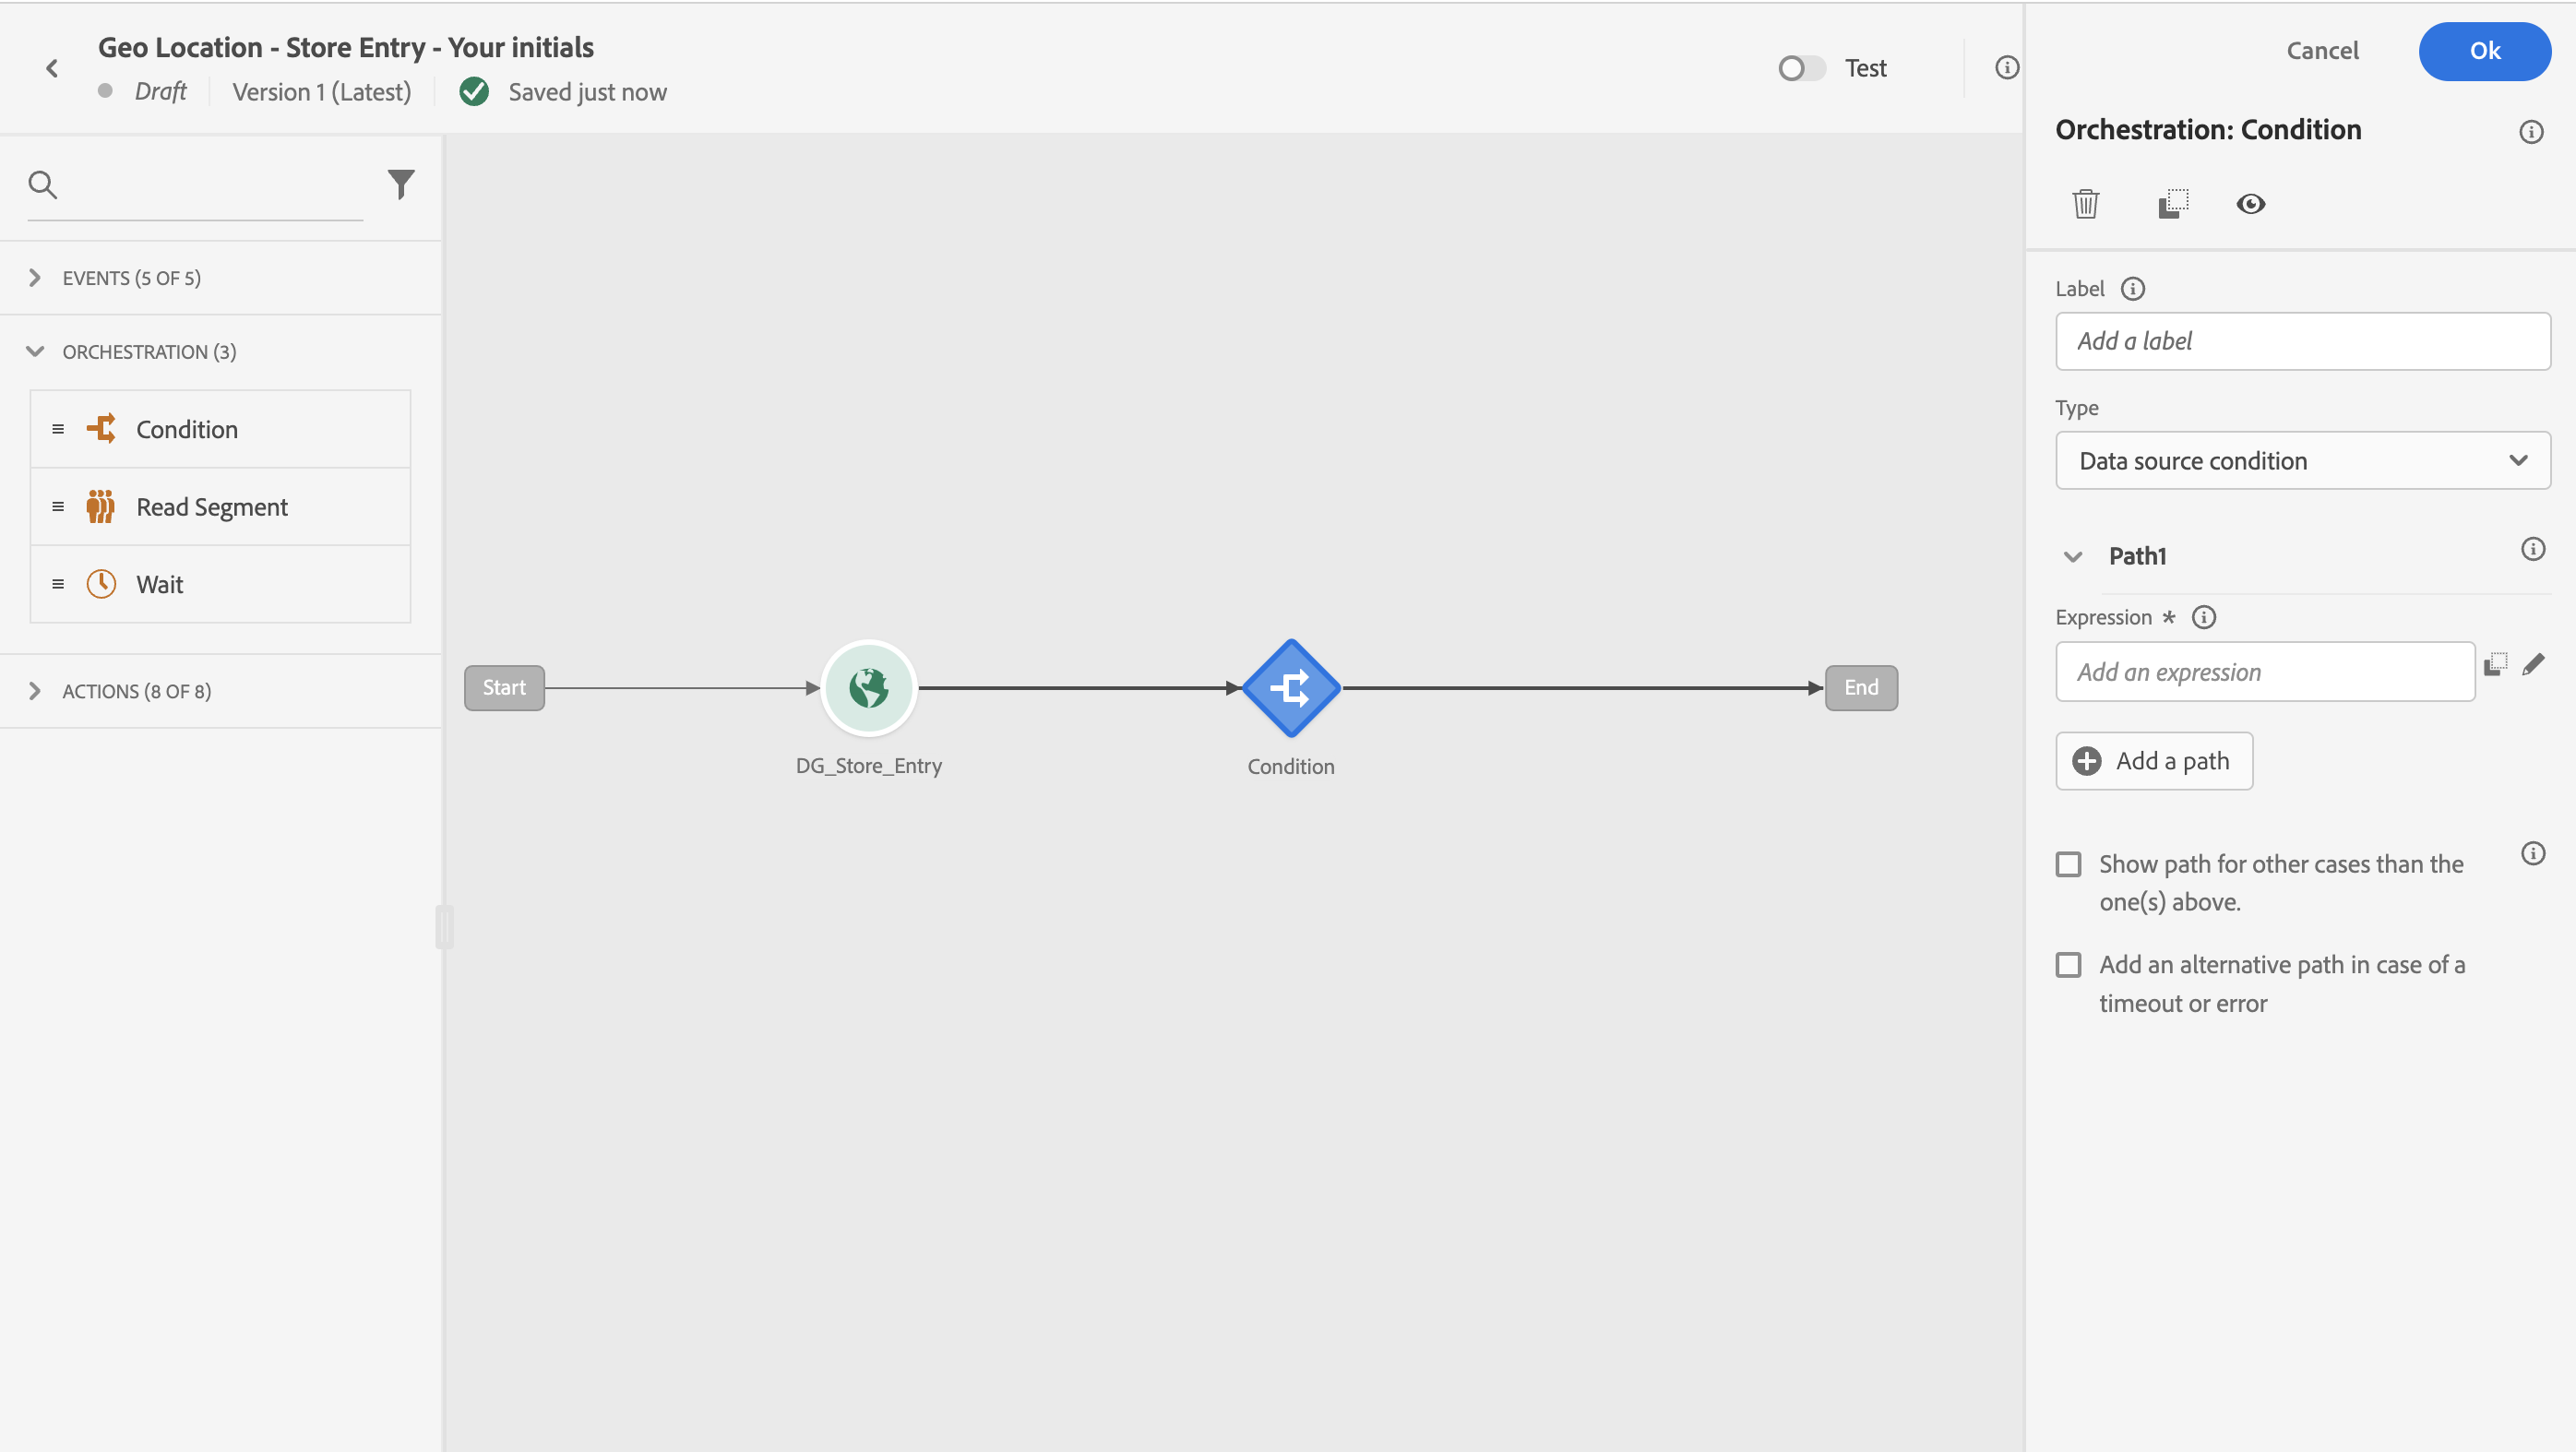 Geo Location - Store Entry - Your initials
Draft
Version 1 (Latest)
Saved just now
Test
Cancel
Ok
Orchestration: Condition
EVENTS (5 OF 5)
ORCHESTRATION (3)
Condition
Read Segment
Wait
ACTIONS (8 OF 8)
Start
DG_Store_Entry
Condition
End
Label
Add a label
Type
Data source condition
Path1
Expression *
Add an expression
Add a path
Show path for other cases than the
one(s) above.
Add an alternative path in case of a
timeout or error